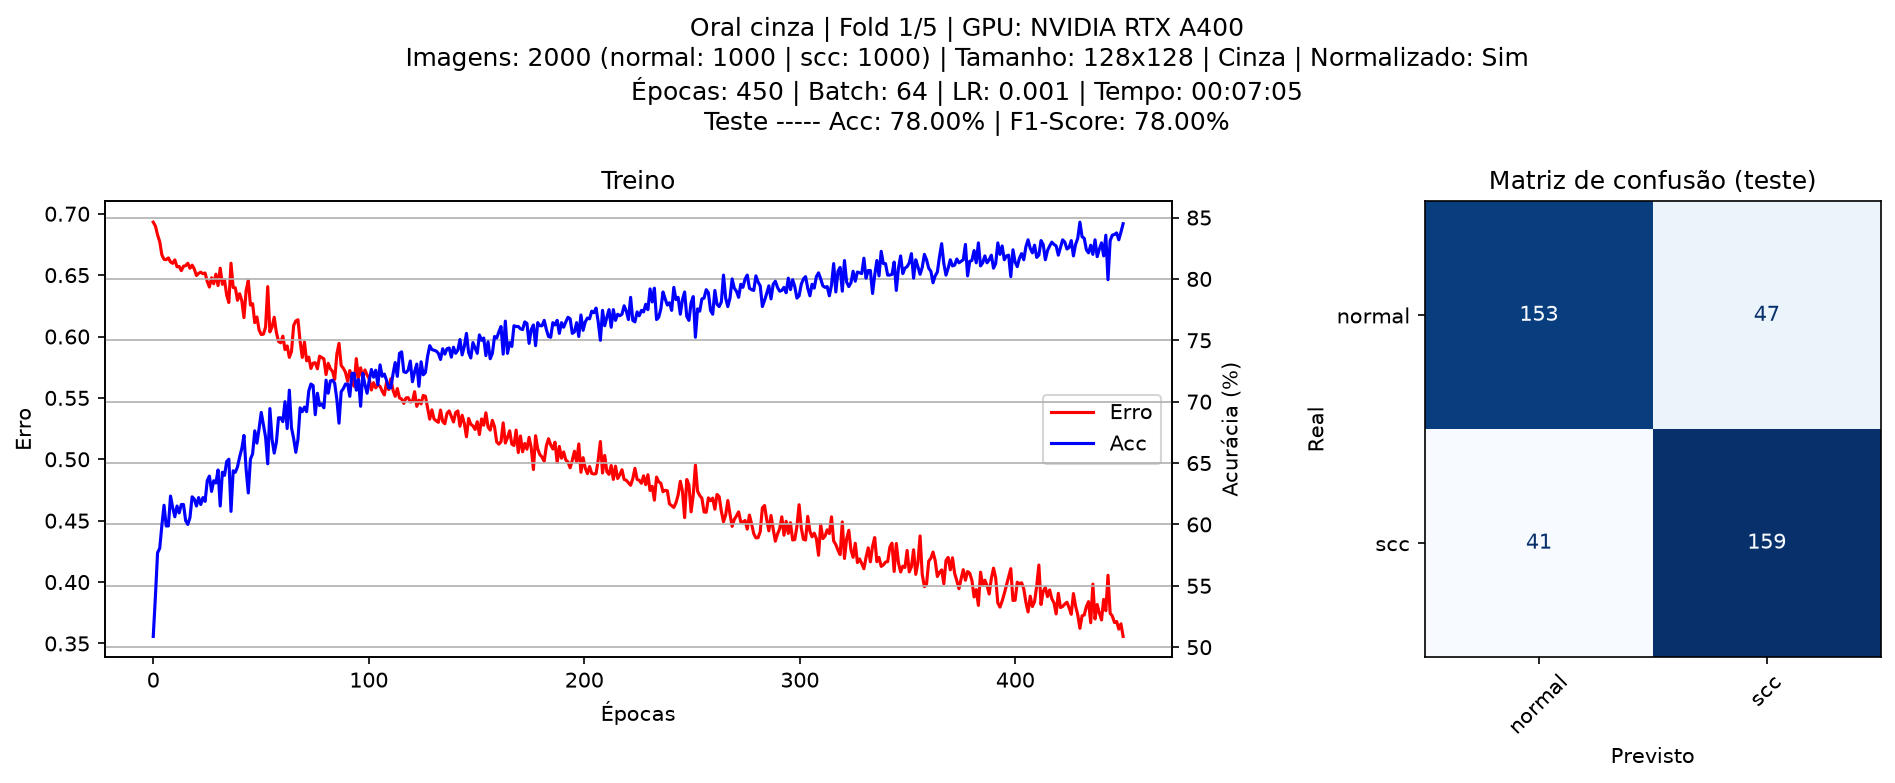 Oral cinza | Fold 1/5 | GPU: NVIDIA RTX A400
Imagens: 2000 (normal: 1000 | scc: 1000) | Tamanho: 128x128 | Cinza | Normalizado: Sim
Épocas: 450 | Batch: 64 | LR: 0.001 | Tempo: 00:07:05
Teste ----- Acc: 78.00% | F1-Score: 78.00%
Treino
0.70
0.65
0.60
0.55
0.50
0.45
0.40
0.35
Erro
0
100
200
300
400
Épocas
85
80
75
70
65
60
55
50
Acurácia (%)
Erro
Acc
Matriz de confusão (teste)
normal
153
47
scc
41
159
Real
normal
scc
Previsto